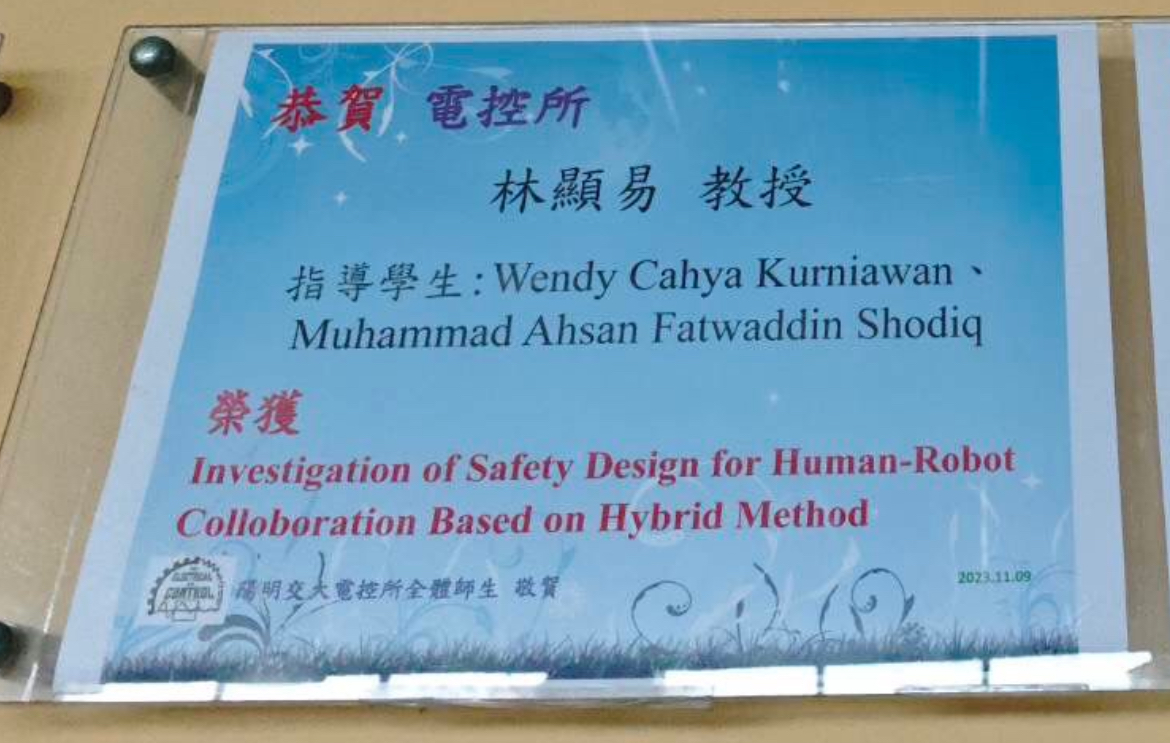 恭賀 電控所
林顯易 教授
指導學生:Wendy Cahya Kurniawan、
Muhammad Ahsan Fatwaddin Shodiq
榮獲
Investigation of Safety Design for Human-Robot
Colloboration Based on Hybrid Method
ELECTRICAL
CONTROL
陽明交大電控所全體師生 敬賀
2023.11.09